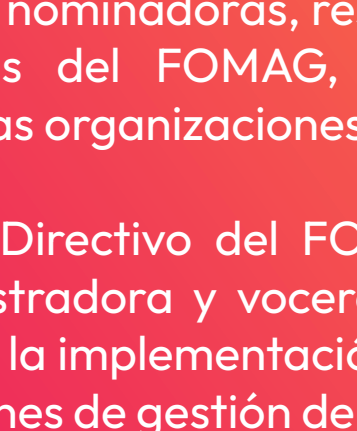 nominadoras, re
s del FOMAG,
as organizaciones
Directivo del FO
stradora y vocer
la implementació
nes de gestión de